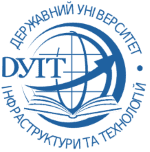 ДЕРЖАВНИЙ УНІВЕРСИТЕТ
ДУІТ
ІНФРАСТРУКТУРИ ТА ТЕХНОЛОГІЙ